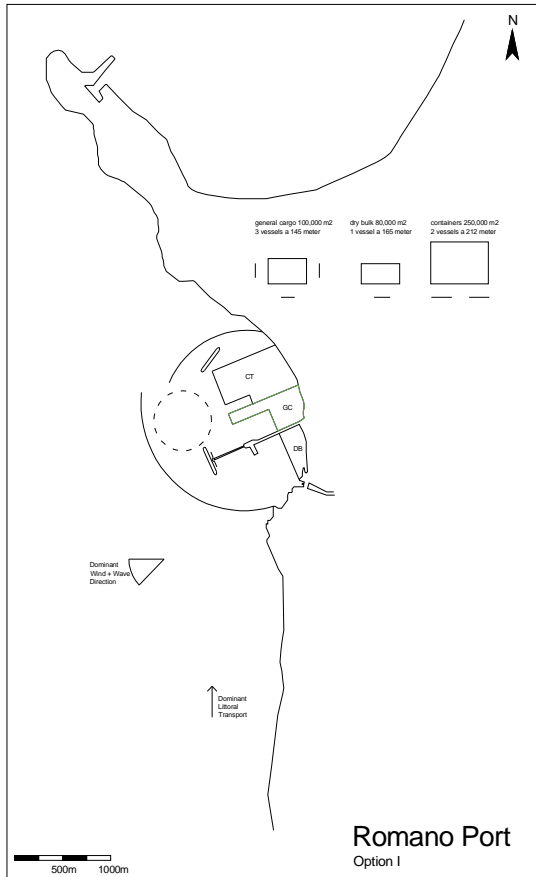 N
general cargo 100,000 m2
3 vessels a 145 meter
dry bulk 80,000 m2
1 vessel a 165 meter
containers 250,000 m2
2 vessels a 212 meter
CT
GC
DB
Dominant
Wind + Wave
Direction
Dominant
Littoral
Transport
Romano Port
Option I
500m
1000m